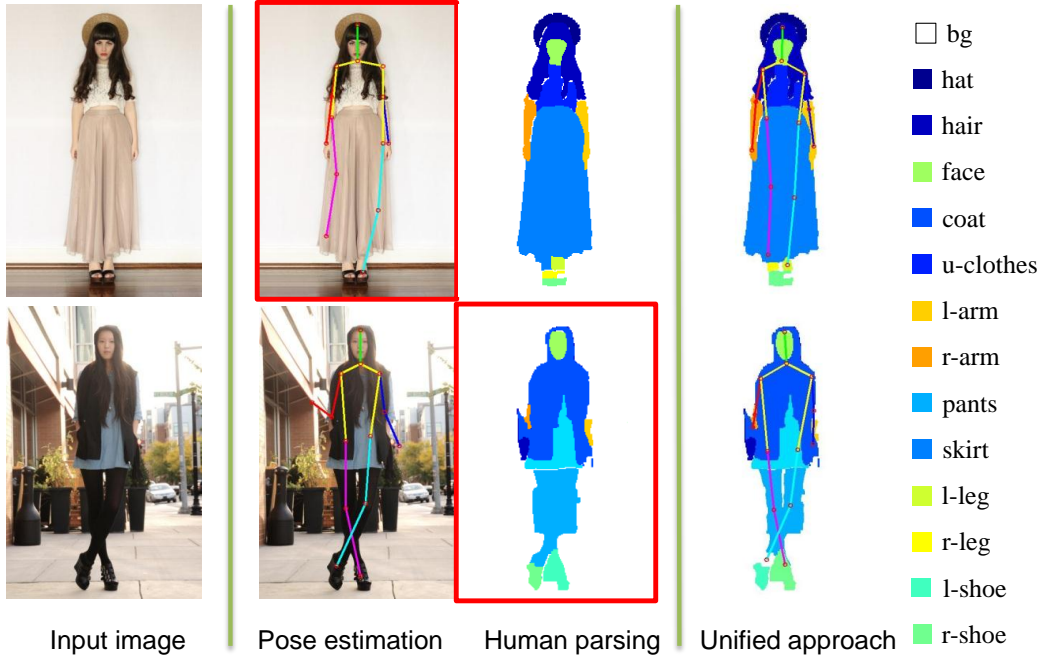 bg
hat
hair
face
coat
u-clothes
l-arm
r-arm
pants
skirt
l-leg
r-leg
l-shoe
r-shoe
Input image
Pose estimation
Human parsing
Unified approach